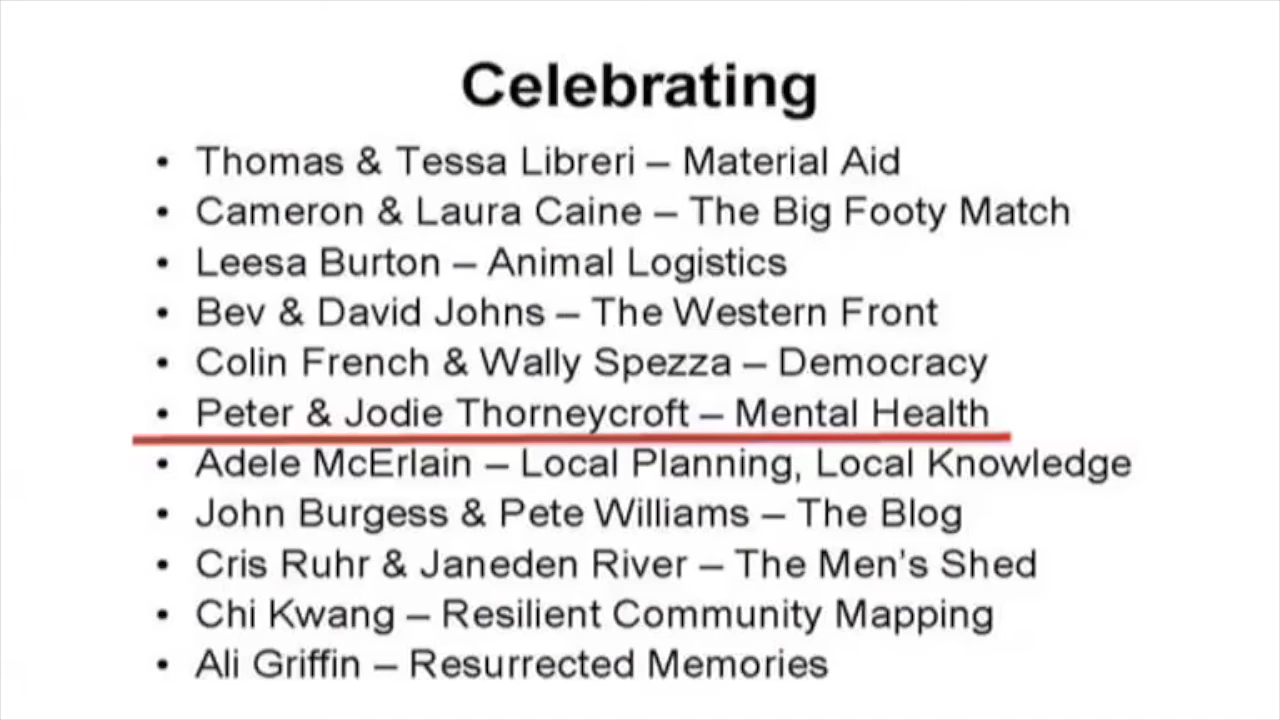 Celebrating
• Thomas & Tessa Libreri – Material Aid
• Cameron & Laura Caine – The Big Footy Match
• Leesa Burton – Animal Logistics
• Bev & David Johns – The Western Front
• Colin French & Wally Spezza – Democracy
• Peter & Jodie Thorneycroft – Mental Health
• Adele McErlain – Local Planning, Local Knowledge
• John Burgess & Pete Williams – The Blog
• Cris Ruhr & Janeden River – The Men's Shed
• Chi Kwang – Resilient Community Mapping
• Ali Griffin – Resurrected Memories